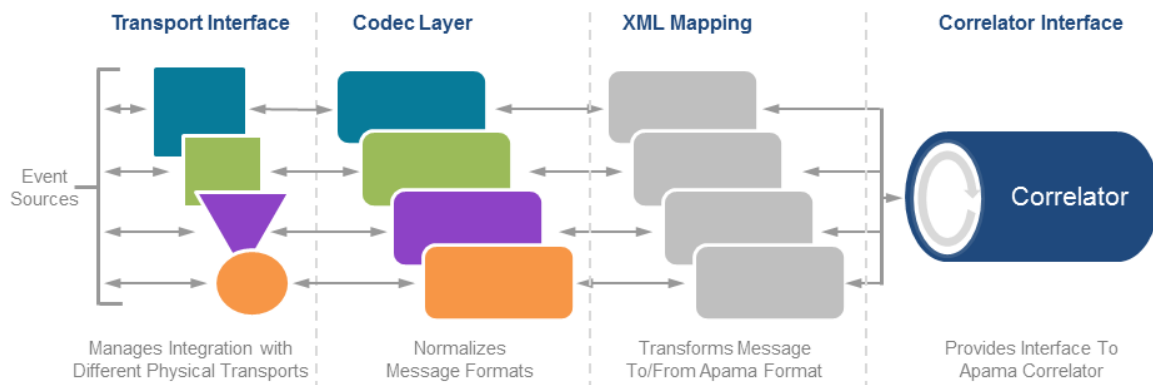 Transport Interface
Codec Layer
XML Mapping
Correlator Interface
Event
Sources
Correlator
Manages Integration with
Different Physical Transports
Normalizes
Message Formats
Transforms Message
To/From Apama Format
Provides Interface To
Apama Correlator